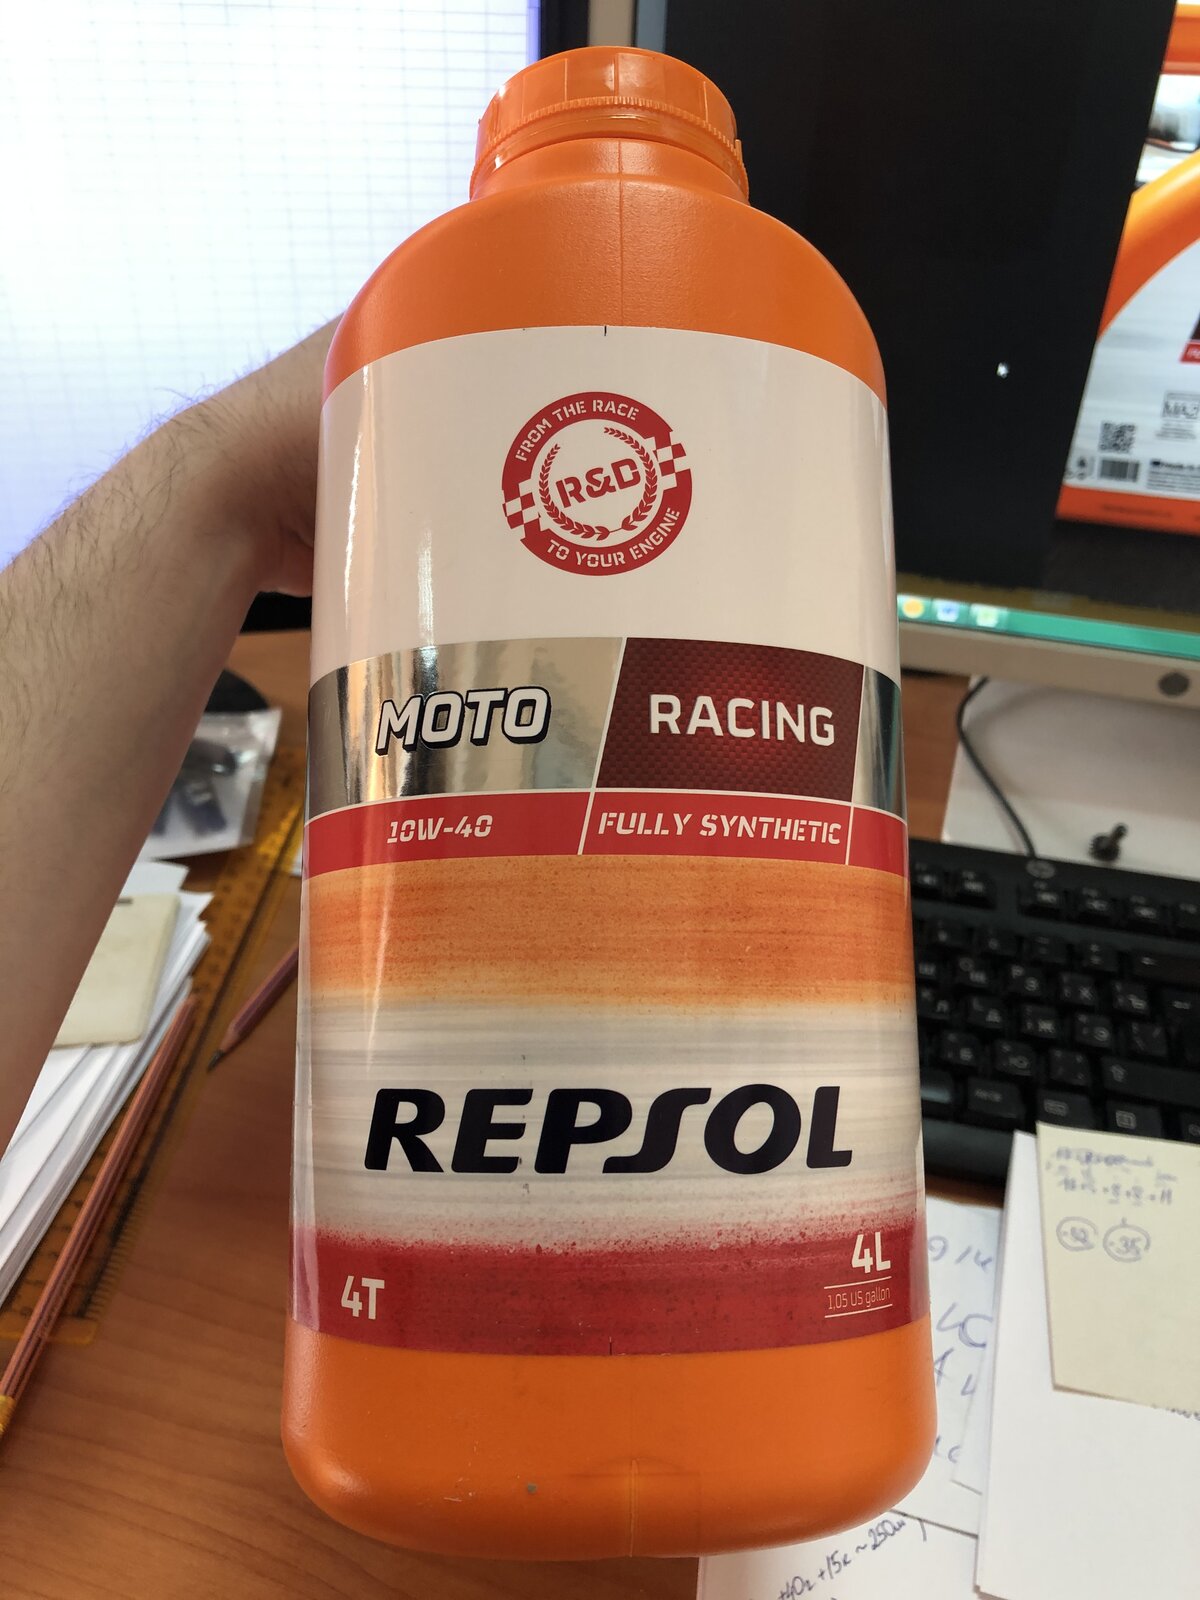 FROM THE RACE
R&D
TO YOUR ENGINE
MOTO
RACING
10W-40
FULLY SYNTHETIC
REPSOL
4T
4L
1,05 US gallon